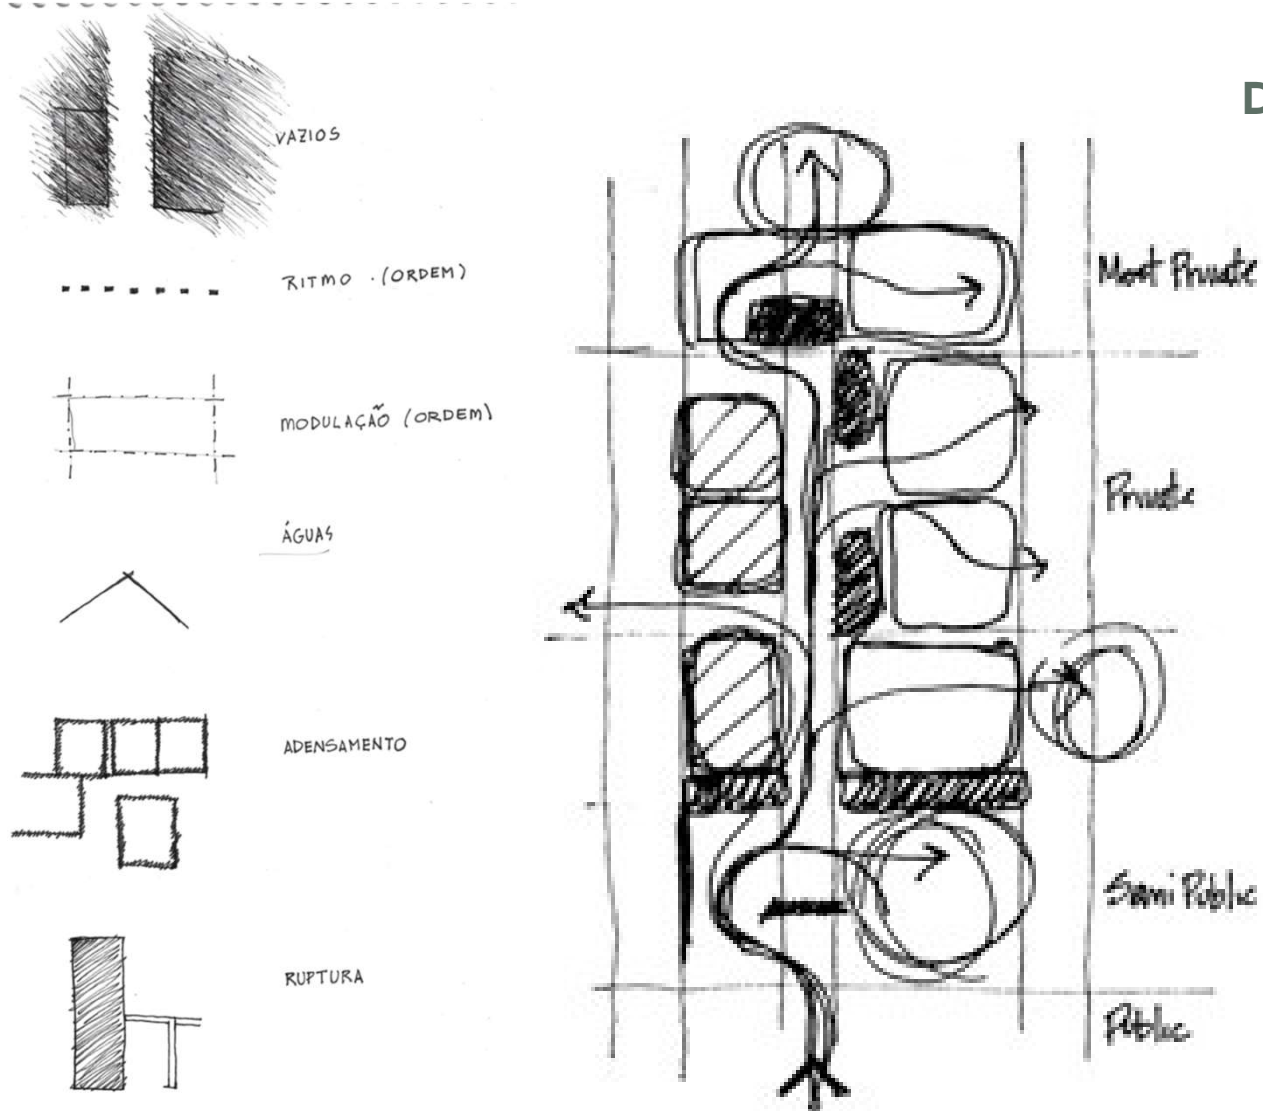 VAZIOS
RITMO . (ORDEM)
MODULAÇÃO (ORDEM)
ÁGUAS
ADENSAMENTO
RUPTURA
D
Most Private
Private
Semi Public
Public